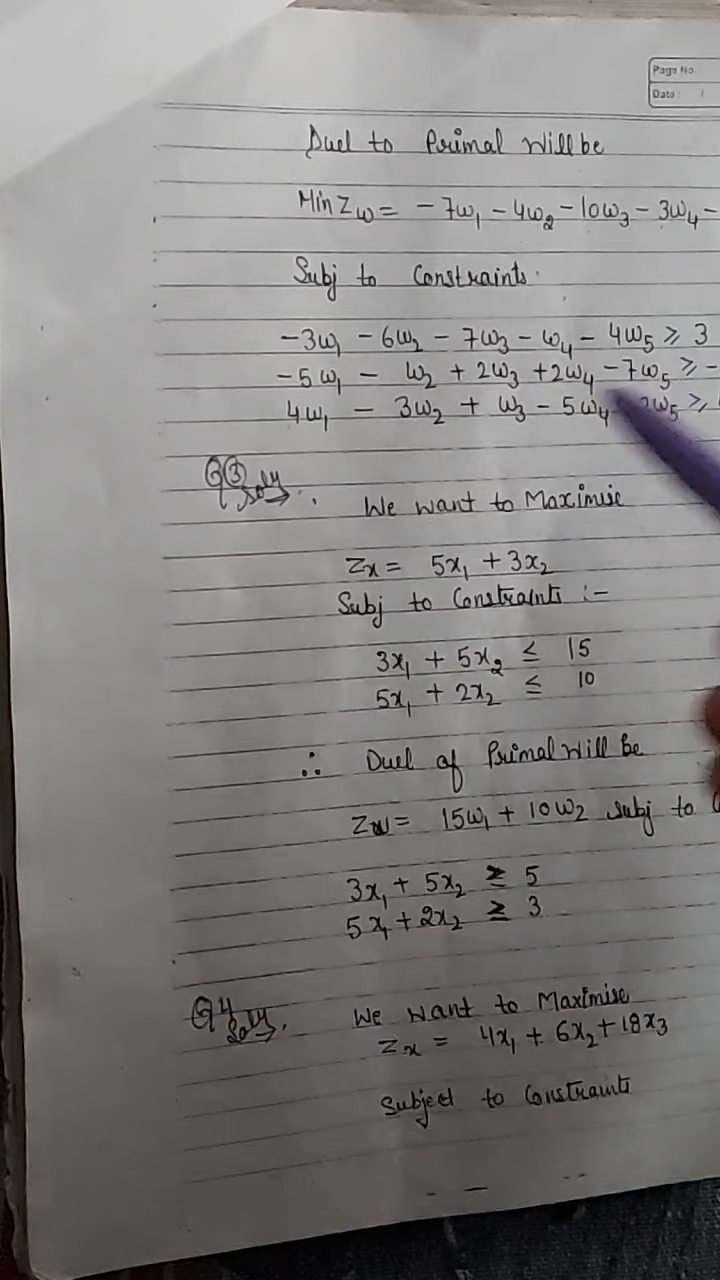 Page No.
Date :
Duel to Primal Will be
Min Zw = - 7w₁ - 4w₂ - 10w₃ - 3w₄ -
Subj to Constraints.
-3w₁ - 6w₂ - 7w₃ - w₄ - 4w₅ ≥ 3
-5w₁ - w₂ + 2w₃ + 2w₄ - 7w₅ ≥ -
4w₁ - 3w₂ + w₃ - 5w₄ - 2w₅ ≥
Q③ Soly →. We want to Maximise
Zx = 5x₁ + 3x₂
Subj to Constraints :-
3x₁ + 5x₂ ≤ 15
5x₁ + 2x₂ ≤ 10
∴ Duel of Primal Will be
Zw = 15w₁ + 10w₂ subj to
3x₁ + 5x₂ ≥ 5
5x₁ + 2x₂ ≥ 3
Q4 Soly →. We want to Maximise
Zx = 4x₁ + 6x₂ + 18x₃
Subject to Constraints